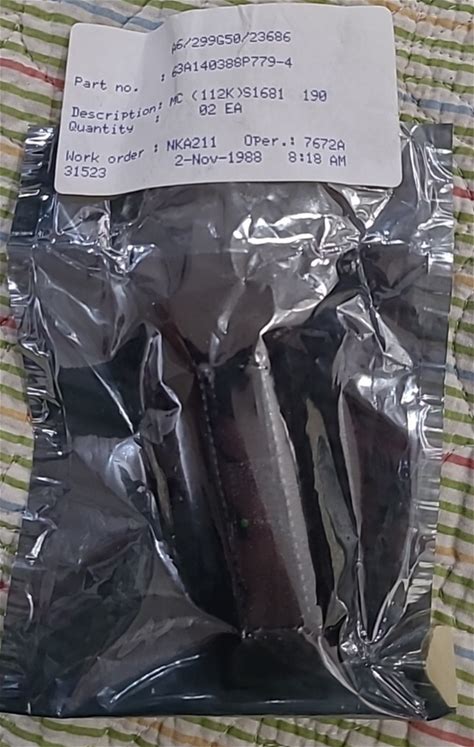 A6/299G50/23686
Part no. : 63A140388P779-4
Description: MC (112K)S1681 190
Quantity : 02 EA
Work order : NKA211 Oper.: 7672A
31523 2-Nov-1988 8:18 AM